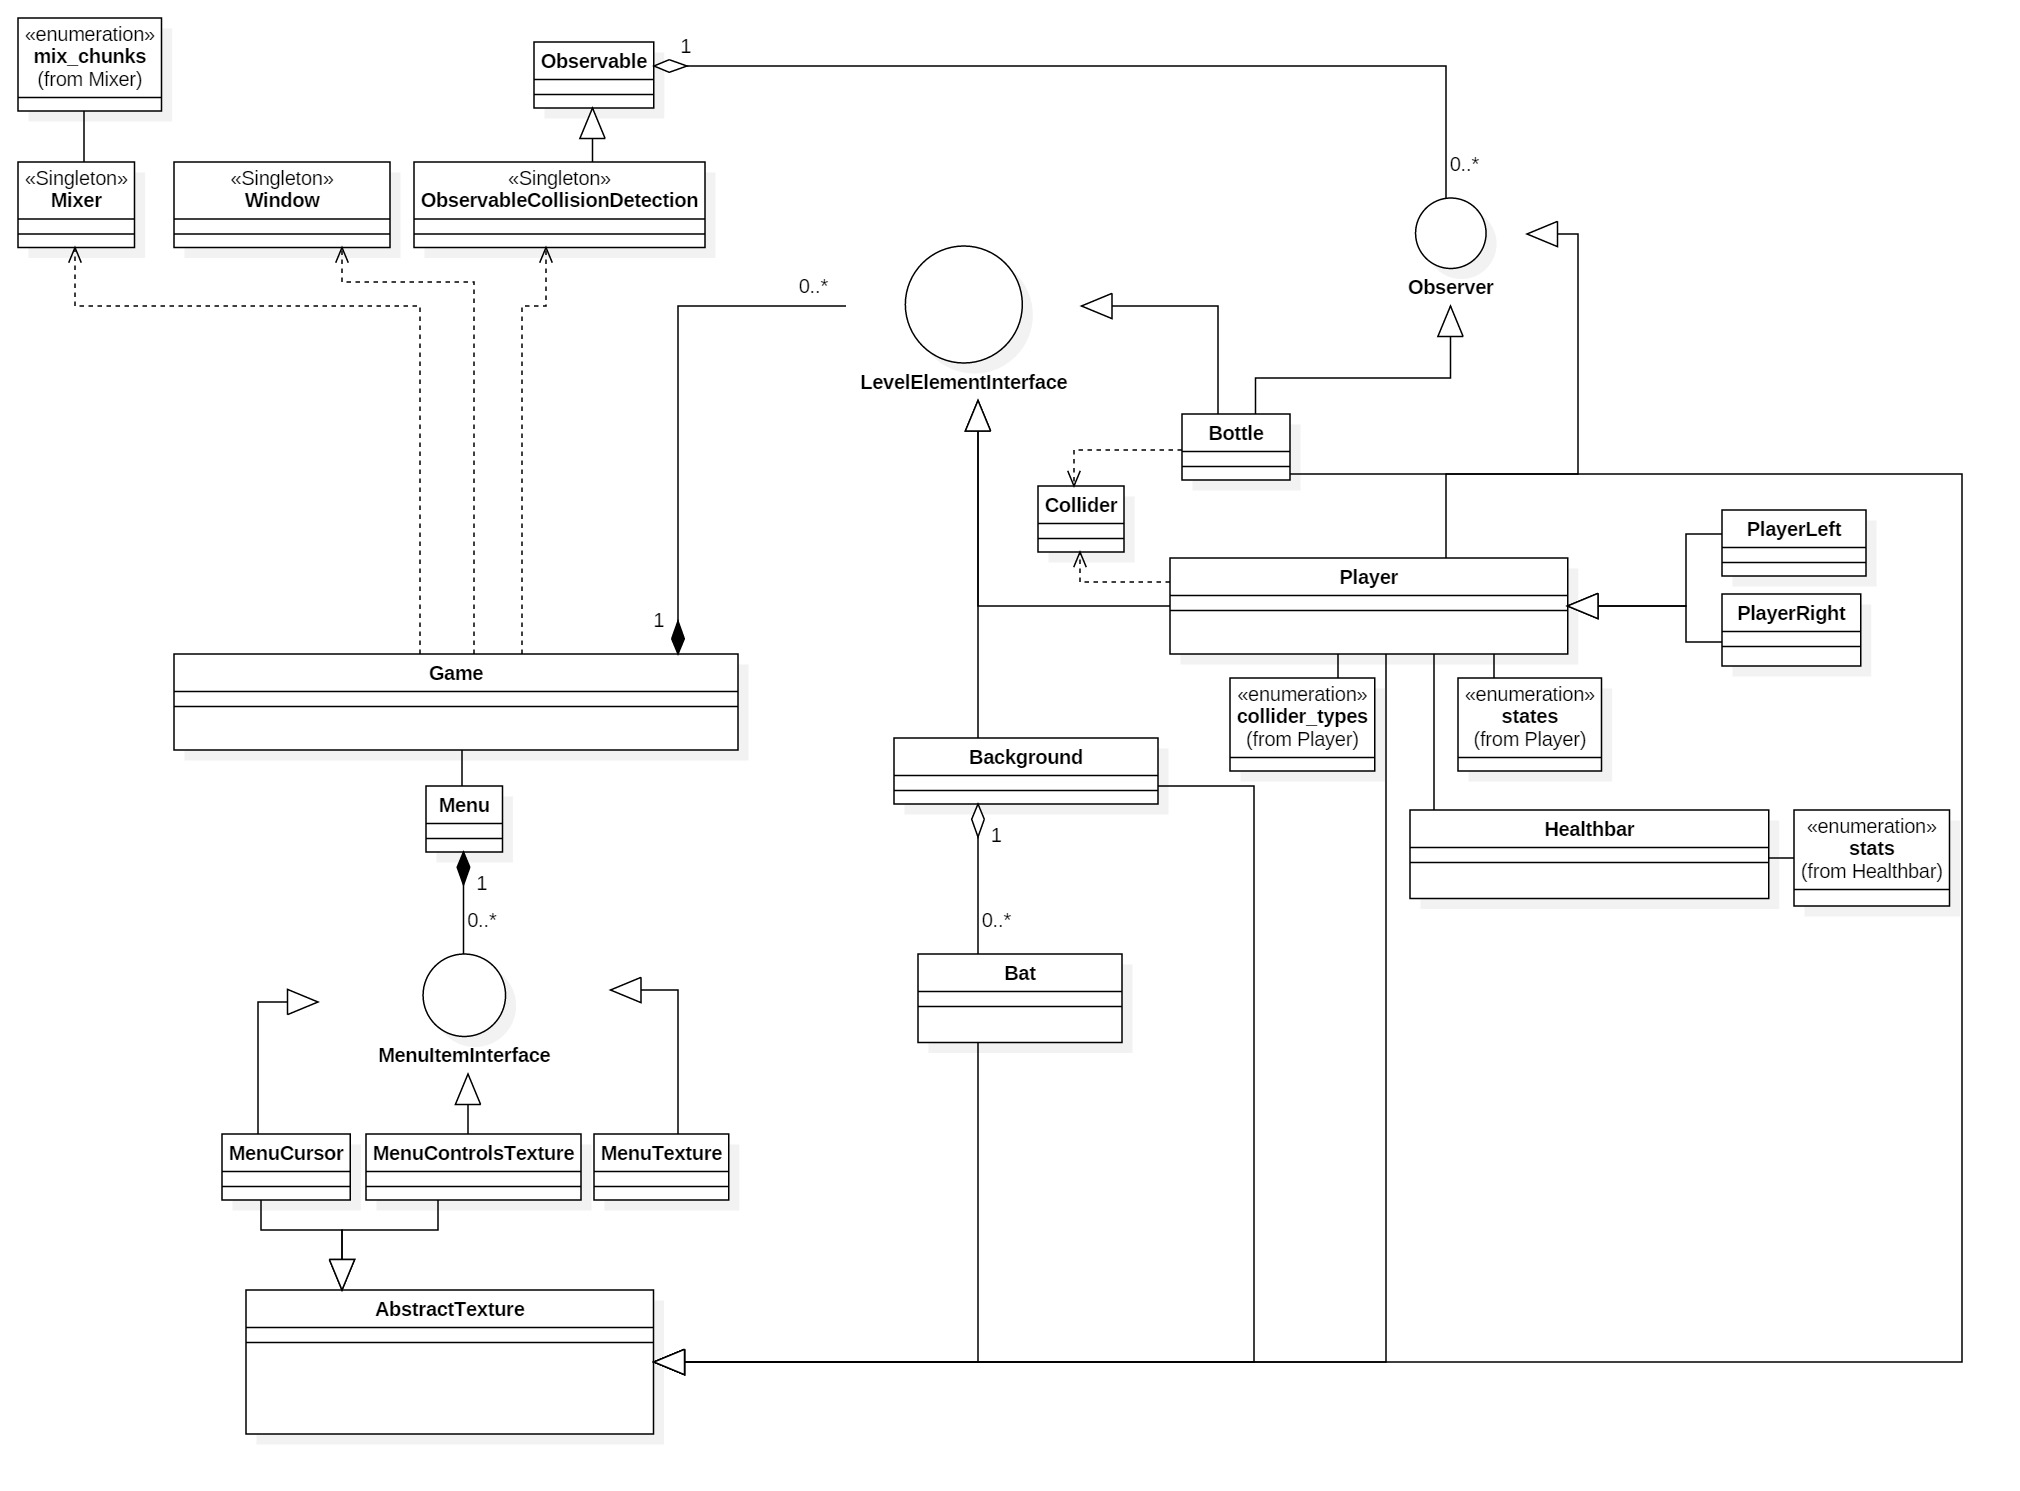 «enumeration»
mix_chunks
(from Mixer)
Observable
1
«Singleton»
Mixer
«Singleton»
Window
«Singleton»
ObservableCollisionDetection
0..*
Observer
0..*
LevelElementInterface
Bottle
Collider
PlayerLeft
Player
PlayerRight
1
Game
«enumeration»
collider_types
(from Player)
«enumeration»
states
(from Player)
Background
Menu
1
Healthbar
«enumeration»
stats
(from Healthbar)
1
0..*
0..*
Bat
MenuItemInterface
MenuCursor
MenuControlsTexture
MenuTexture
AbstractTexture